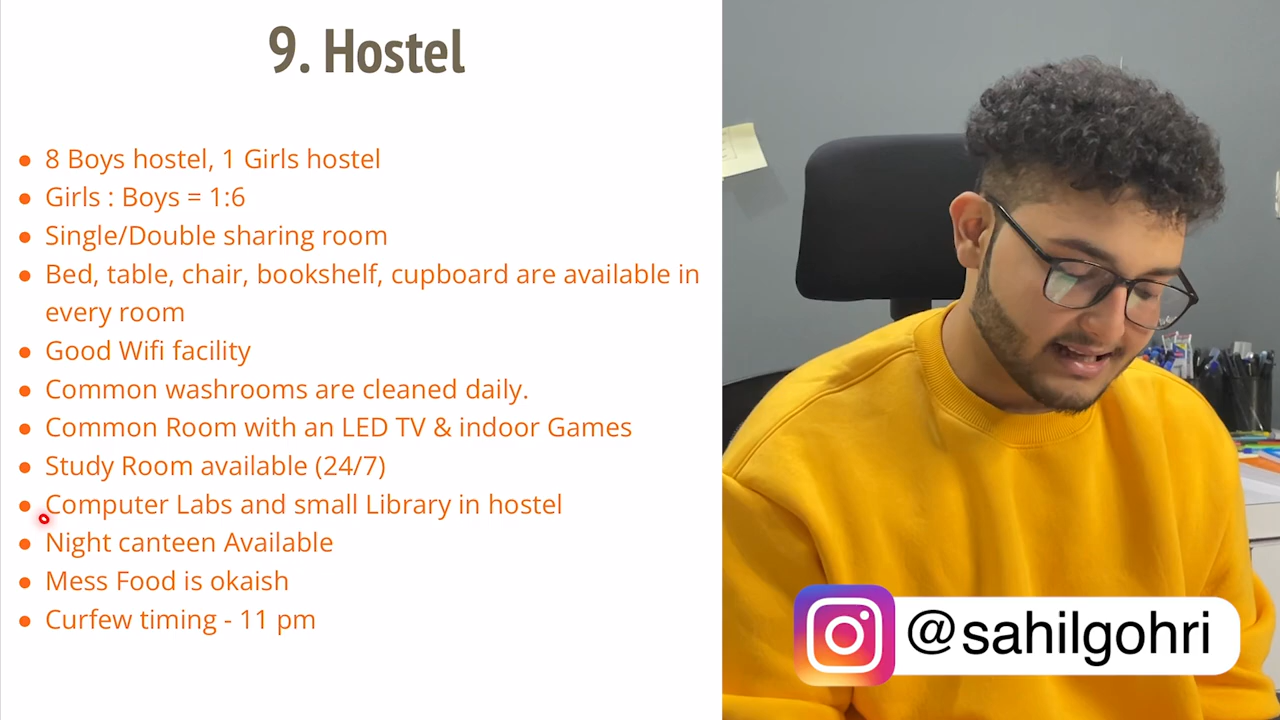 9. Hostel
● 8 Boys hostel, 1 Girls hostel
● Girls : Boys = 1:6
● Single/Double sharing room
● Bed, table, chair, bookshelf, cupboard are available in
every room
● Good Wifi facility
● Common washrooms are cleaned daily.
● Common Room with an LED TV & indoor Games
● Study Room available (24/7)
● Computer Labs and small Library in hostel
● Night canteen Available
● Mess Food is okaish
● Curfew timing - 11 pm
@sahilgohri